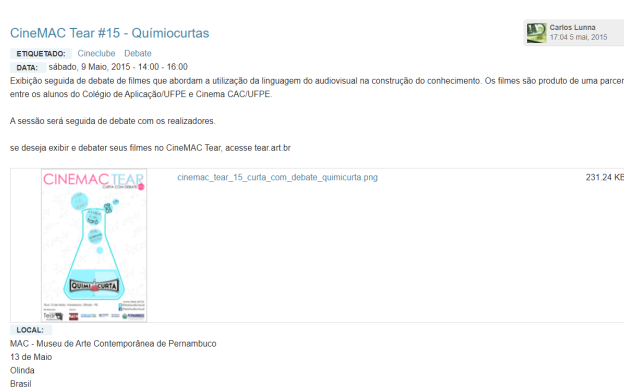 CineMAC Tear #15 - Químiocurtas
Carlos Lunna
17:04 5 mai, 2015
ETIQUETADO: Cineclube Debate
DATA: sábado, 9 Maio, 2015 - 14:00 - 16:00
Exibição seguida de debate de filmes que abordam a utilização da linguagem do audiovisual na construção do conhecimento. Os filmes são produto de uma parcer
entre os alunos do Colégio de Aplicação/UFPE e Cinema CAC/UFPE.
A sessão será seguida de debate com os realizadores.
se deseja exibir e debater seus filmes no CineMAC Tear, acesse tear.art.br
CINEMAC TEAR
CURTA COM DEBATE
QUIMICURTA
cinemac_tear_15_curta_com_debate_quimicurta.png
231.24 KB
LOCAL:
MAC - Museu de Arte Contemporânea de Pernambuco
13 de Maio
Olinda
Brasil